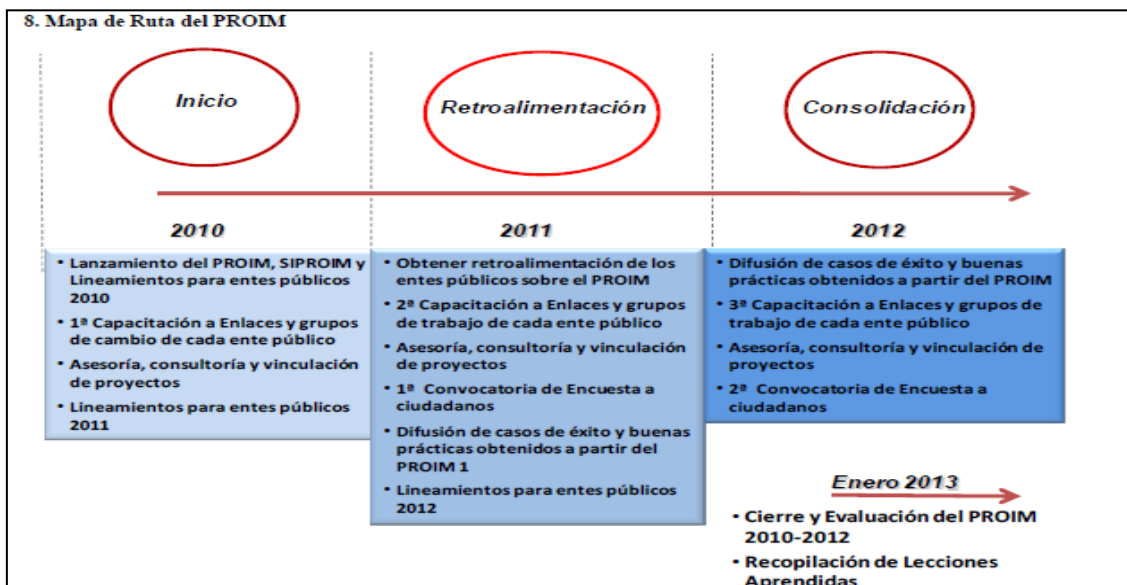 8. Mapa de Ruta del PROIM
Inicio
Retroalimentación
Consolidación
2010
2011
2012
• Lanzamiento del PROIM, SIPROIM y
Lineamientos para entes públicos
2010
• 1ª Capacitación a Enlaces y grupos
de cambio de cada ente público
• Asesoría, consultoría y vinculación
de proyectos
• Lineamientos para entes públicos
2011
• Obtener retroalimentación de los
entes públicos sobre el PROIM
• 2ª Capacitación a Enlaces y grupos
de trabajo de cada ente público
• Asesoría, consultoría y vinculación
de proyectos
• 1ª Convocatoria de Encuesta a
ciudadanos
• Difusión de casos de éxito y buenas
prácticas obtenidos a partir del
PROIM 1
• Lineamientos para entes públicos
2012
• Difusión de casos de éxito y buenas
prácticas obtenidos a partir del PROIM
• 3ª Capacitación a Enlaces y grupos de
trabajo de cada ente público
• Asesoría, consultoría y vinculación de
proyectos
• 2ª Convocatoria de Encuesta a
ciudadanos
Enero 2013
• Cierre y Evaluación del PROIM
2010-2012
• Recopilación de Lecciones
Aprendidas